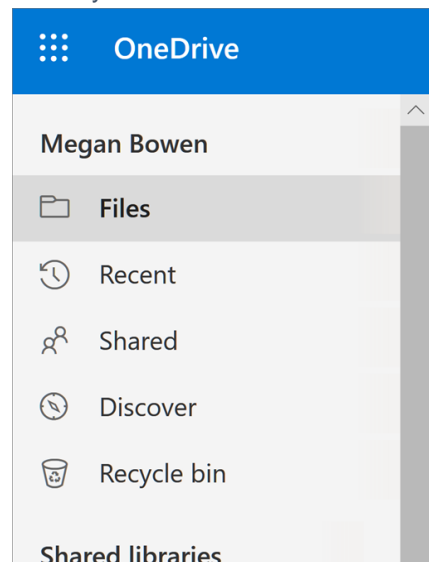 OneDrive
Megan Bowen
Files
Recent
Shared
Discover
Recycle bin
Shared libraries